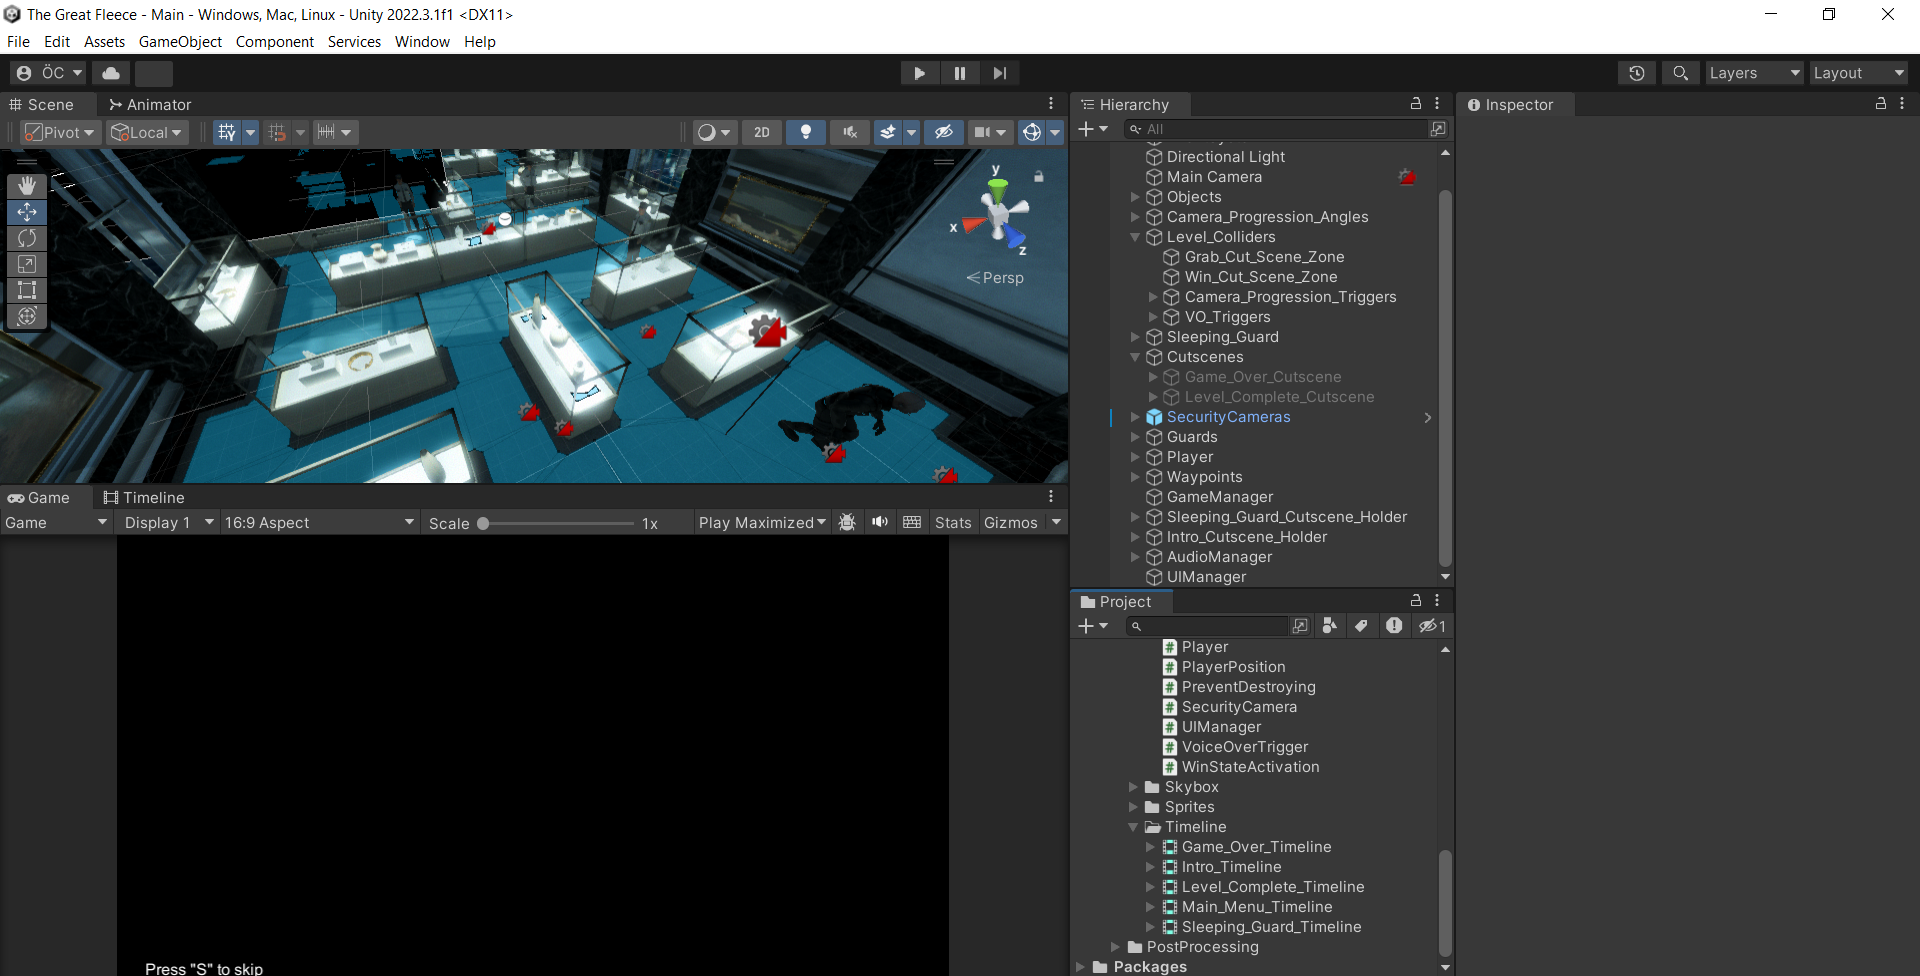 The Great Fleece - Main - Windows, Mac, Linux - Unity 2022.3.1f1 <DX11>
File Edit Assets GameObject Component Services Window Help
ÖC Layers Layout
Scene Animator
Pivot Local 2D
y
x
z
Persp
Game Timeline
Game Display 1 16:9 Aspect Scale 1x Play Maximized Stats Gizmos
Press "S" to skip
Hierarchy
All
Directional Light
Main Camera
Objects
Camera_Progression_Angles
Level_Colliders
Grab_Cut_Scene_Zone
Win_Cut_Scene_Zone
Camera_Progression_Triggers
VO_Triggers
Sleeping_Guard
Cutscenes
Game_Over_Cutscene
Level_Complete_Cutscene
SecurityCameras
Guards
Player
Waypoints
GameManager
Sleeping_Guard_Cutscene_Holder
Intro_Cutscene_Holder
AudioManager
UIManager
Project
1
Player
PlayerPosition
PreventDestroying
SecurityCamera
UIManager
VoiceOverTrigger
WinStateActivation
Skybox
Sprites
Timeline
Game_Over_Timeline
Intro_Timeline
Level_Complete_Timeline
Main_Menu_Timeline
Sleeping_Guard_Timeline
PostProcessing
Packages
Inspector